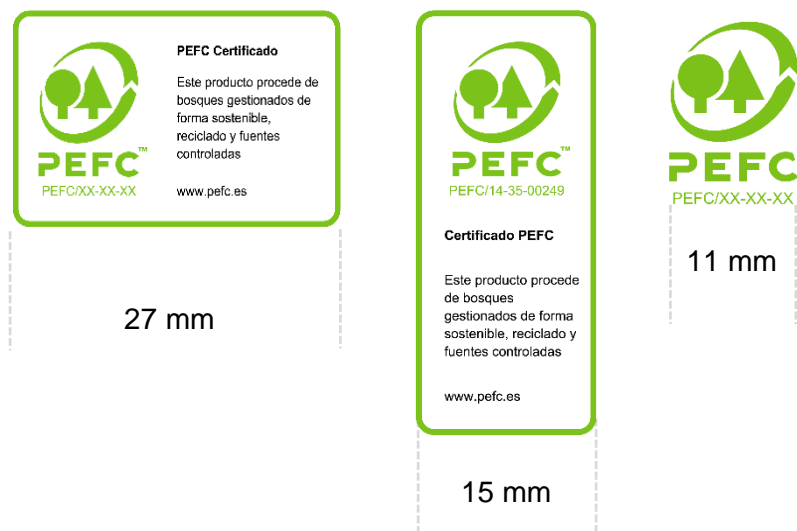 PEFC Certificado
Este producto procede de
bosques gestionados de
forma sostenible,
reciclado y fuentes
controladas
www.pefc.es
PEFC™
PEFC/XX-XX-XX
27 mm
PEFC™
PEFC/14-35-00249
Certificado PEFC
Este producto procede
de bosques
gestionados de forma
sostenible, reciclado y
fuentes controladas
www.pefc.es
15 mm
PEFC
PEFC/XX-XX-XX
11 mm